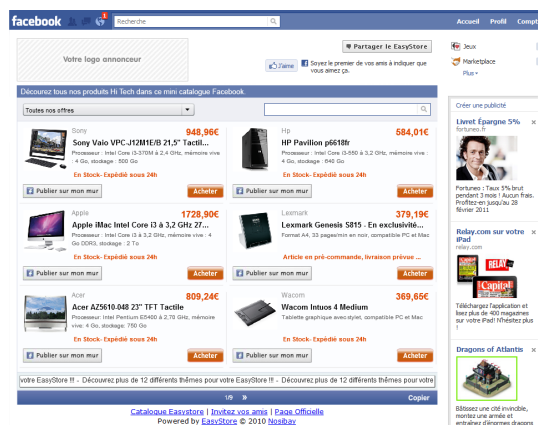 facebook
1
Recherche
Accueil Profil Compt
Votre logo annonceur
Partager le EasyStore
J'aime
Soyez le premier de vos amis à indiquer que
vous aimez ça.
Jeux
Marketplace
Plus
Découvrez tous nos produits Hi Tech dans ce mini catalogue Facebook.
Toutes nos offres
Sony
948,96€
Sony Vaio VPC-J12M1E/B 21,5" Tactil...
Processeur : Intel Core i3-370M à 2,4 GHz, mémoire vive
: 4 Go, stockage : 500 Go
En Stock- Expédié sous 24h
Publier sur mon mur
Acheter
Hp
584,01€
HP Pavilion p6618fr
Processeur : Intel Core i3-550 à 3,2 GHz, mémoire vive
: 4 Go, stockage : 640 Go
En Stock- Expédié sous 24h
Publier sur mon mur
Acheter
Apple
1728,90€
Apple iMac Intel Core i3 à 3,2 GHz 27...
Processeur : Intel Core i3 à 3,2 GHz, mémoire vive : 4
Go DDR3, stockage : 2 To
En Stock- Expédié sous 24h
Publier sur mon mur
Acheter
Lexmark
379,19€
Lexmark Genesis S815 - En exclusivité...
Format A4, 33 pages/min en noir, compatible PC et Mac
Article en pré-commande, livraison prévue ...
Publier sur mon mur
Acheter
Acer
809,24€
Acer AZ5610-048 23" TFT Tactile
Processeur : Intel Pentium E5400 à 2,70 GHz, mémoire
vive: 4 Go, stockage: 750 Go
En Stock- Expédié sous 24h
Publier sur mon mur
Acheter
Wacom
369,65€
Wacom Intuos 4 Medium
Tablette graphique avec stylet, compatible PC et Mac
En Stock- Expédié sous 24h
Publier sur mon mur
Acheter
votre EasyStore !!! - Découvrez plus de 12 différents thêmes pour votre EasyStore !!! - Découvrez plus de 12 différents thêmes pour votre
1/9 »
Copier
Catalogue Easystore | Invitez vos amis | Page Officielle
Powered by EasyStore © 2010 Nosibay
Créer une publicité
Livret Épargne 5% x
fortuneo.fr
Fortuneo : Taux 5% brut
pendant 3 mois ! Aucun frais.
Profitez-en jusqu'au 28
février 2011
Relay.com sur votre x
iPad
relay.com
RELAY
Capital
Téléchargez l'application et
lisez plus de 400 magazines
sur votre iPad! N'hésitez plus
!
Dragons of Atlantis x
Bâtissez une cité invincible,
montez une armée et
entraînez d'énormes dragons